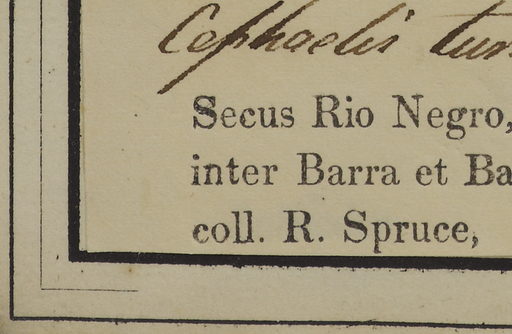 Cephaelis
Secus Rio Negro,
inter Barra et Ba
coll. R. Spruce,